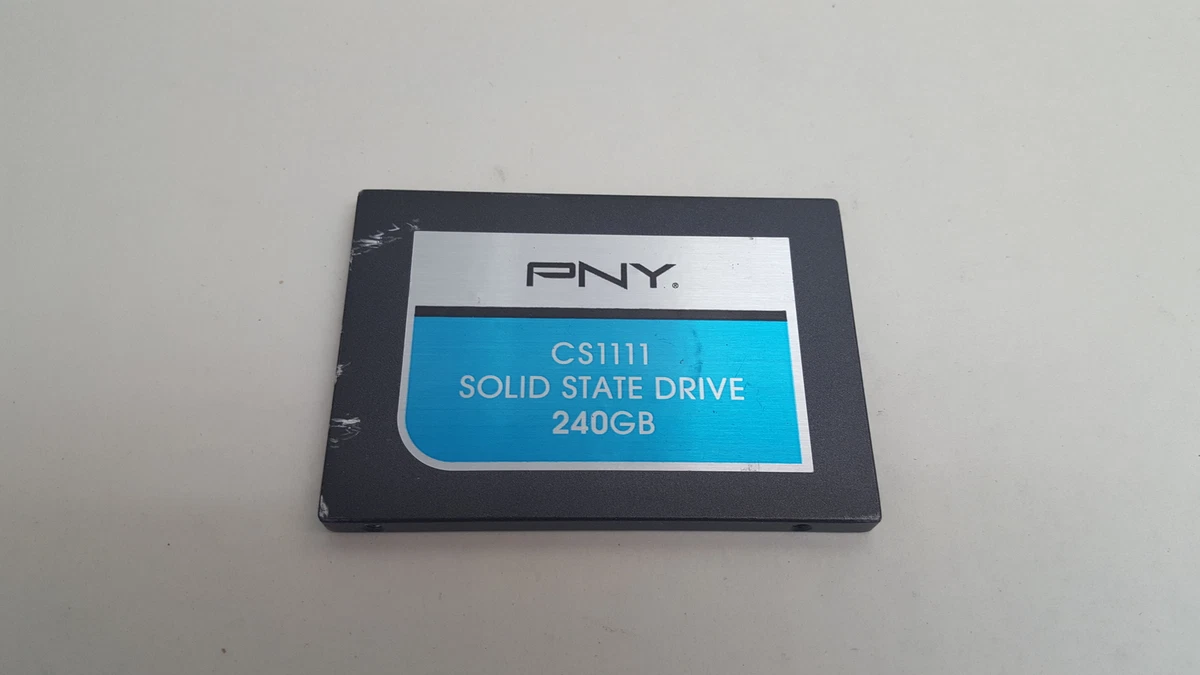 PNY®
CS1111
SOLID STATE DRIVE
240GB